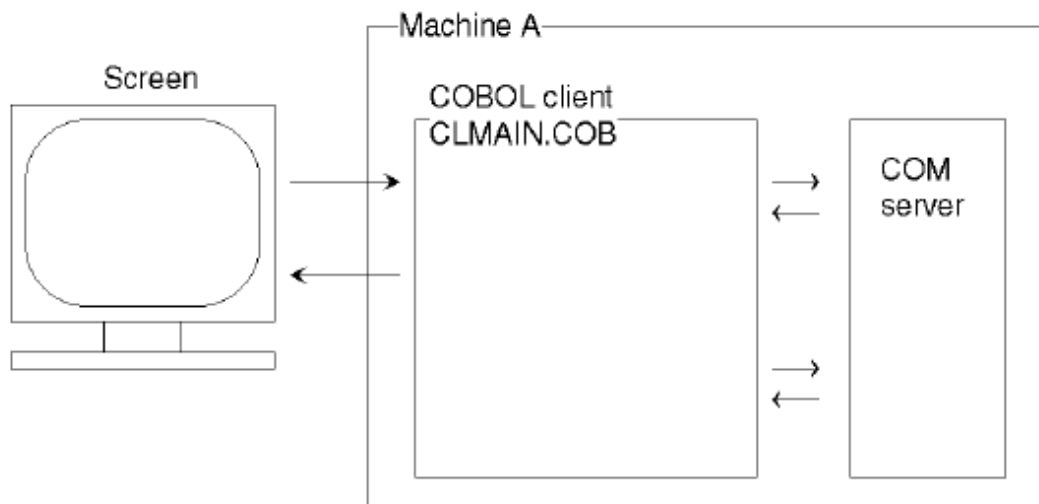 Machine A
Screen
COBOL client
CLMAIN.COB
COM
server